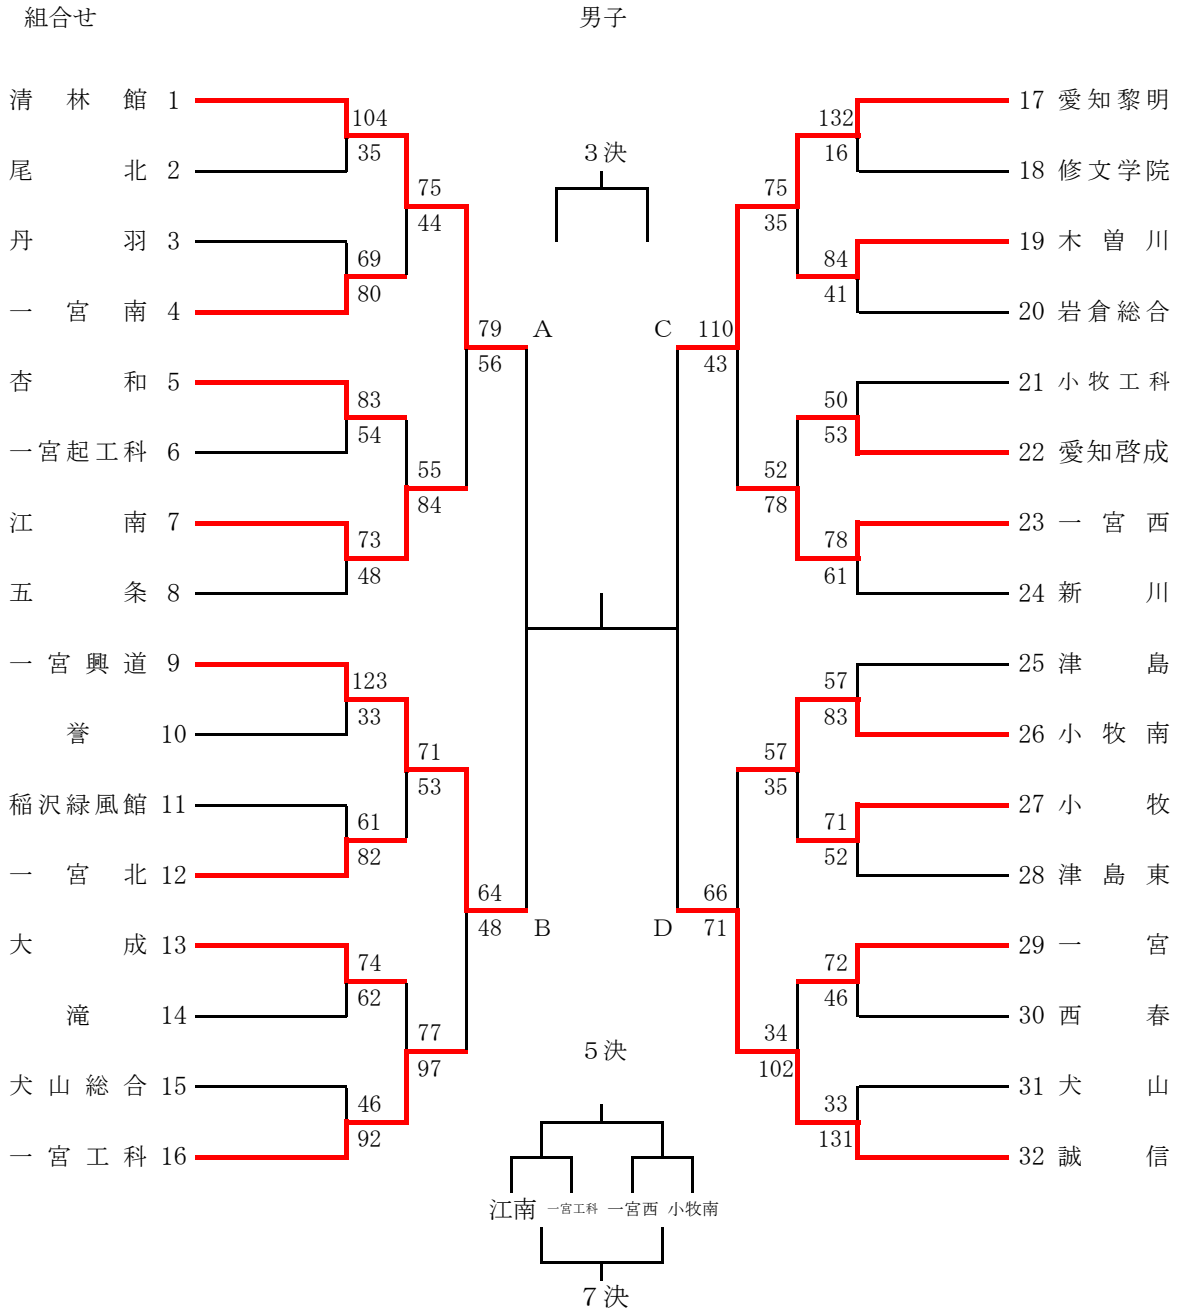 組合せ
男子
清林館 1
104
35
尾北 2
75
44
丹羽 3
69
80
一宮南 4
79 A
56
杏和 5
83
54
一宮起工科 6
55
84
江南 7
73
48
五条 8
一宮興道 9
123
33
誉 10
71
53
稲沢緑風館 11
61
82
一宮北 12
64
48 B
大成 13
74
62
滝 14
77
97
犬山総合 15
46
92
一宮工科 16
3決
17 愛知黎明
132
16
18 修文学院
75
35
19 木曽川
84
41
20 岩倉総合
C 110
43
21 小牧工科
50
53
22 愛知啓成
52
78
23 一宮西
78
61
24 新川
25 津島
57
83
26 小牧南
57
35
27 小牧
71
52
28 津島東
66
D 71
29 一宮
72
46
30 西春
34
102
31 犬山
33
131
32 誠信
5決
江南 一宮工科 一宮西 小牧南
7決